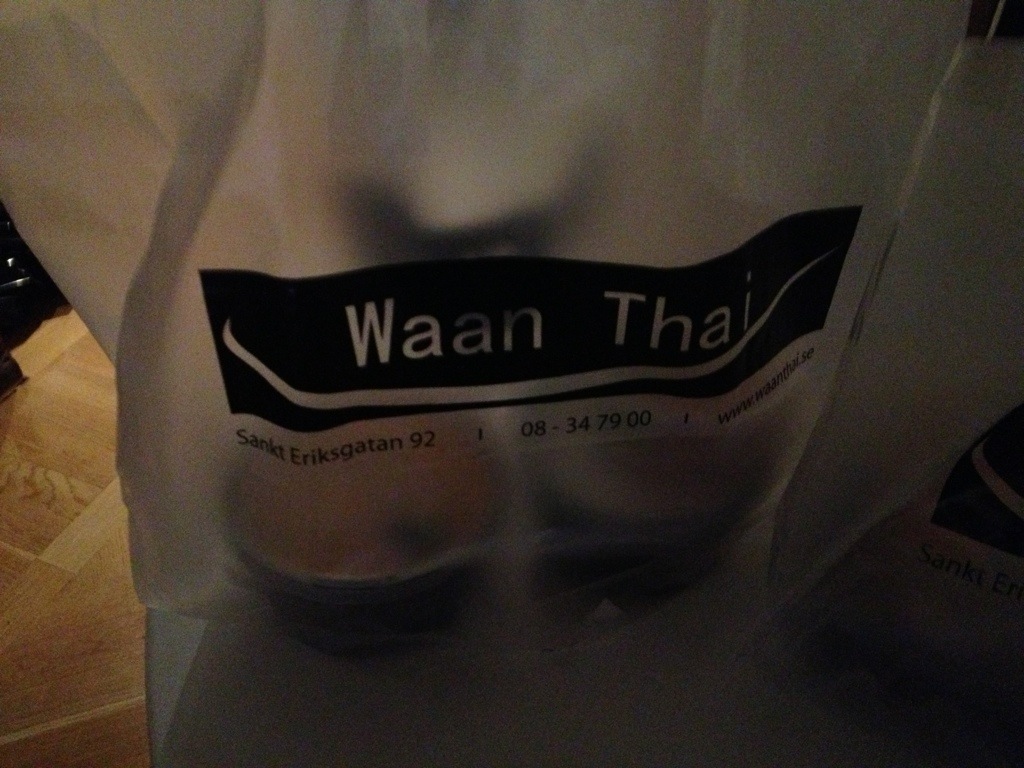 Waan Thai
Sankt Eriksgatan 92 | 08 - 34 79 00 | www.waanthai.se
Sankt Eri